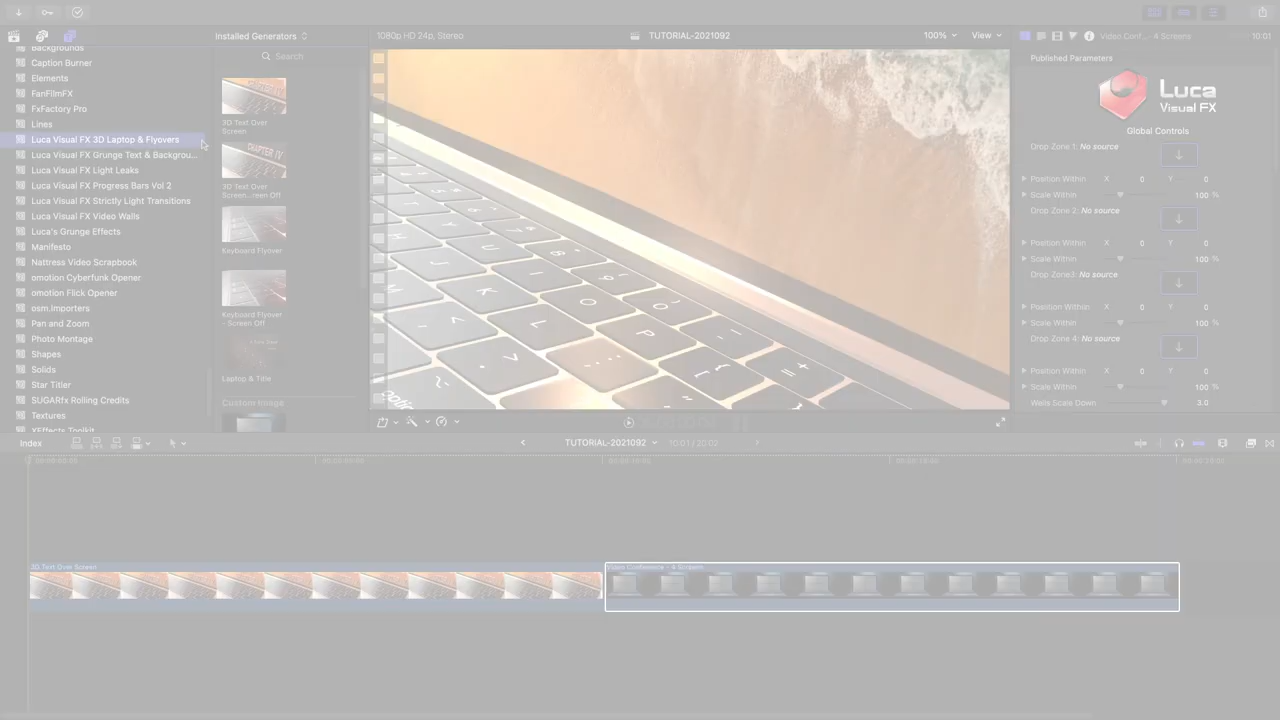 Installed Generators
1080p HD 24p, Stereo
TUTORIAL-2021092
100%
View
Video Conf... - 4 Screens
10:01
Backgrounds
Caption Burner
Elements
FanFilmFX
FxFactory Pro
Lines
Luca Visual FX 3D Laptop & Flyovers
Luca Visual FX Grunge Text & Backgrou...
Luca Visual FX Light Leaks
Luca Visual FX Progress Bars Vol 2
Luca Visual FX Strictly Light Transitions
Luca Visual FX Video Walls
Luca's Grunge Effects
Manifesto
Nattress Video Scrapbook
omotion Cyberfunk Opener
omotion Flick Opener
osm.Importers
Pan and Zoom
Photo Montage
Shapes
Solids
Star Titler
SUGARfx Rolling Credits
Textures
XEffects Toolkit
Search
3D Text Over
Screen
CHAPTER IV
3D Text Over
Screen...reen Off
Keyboard Flyover
Keyboard Flyover
- Screen Off
Laptop & Title
Custom Image
Published Parameters
Luca
Visual FX
Global Controls
Drop Zone 1: No source
Position Within X 0 Y 0
Scale Within 100 %
Drop Zone 2: No source
Position Within X 0 Y 0
Scale Within 100 %
Drop Zone3: No source
Position Within X 0 Y 0
Scale Within 100 %
Drop Zone 4: No source
Position Within X 0 Y 0
Scale Within 100 %
Wells Scale Down 3.0
Index
TUTORIAL-2021092
10:01 / 20:02
3D Text Over Screen
Video Conference - 4 Screens